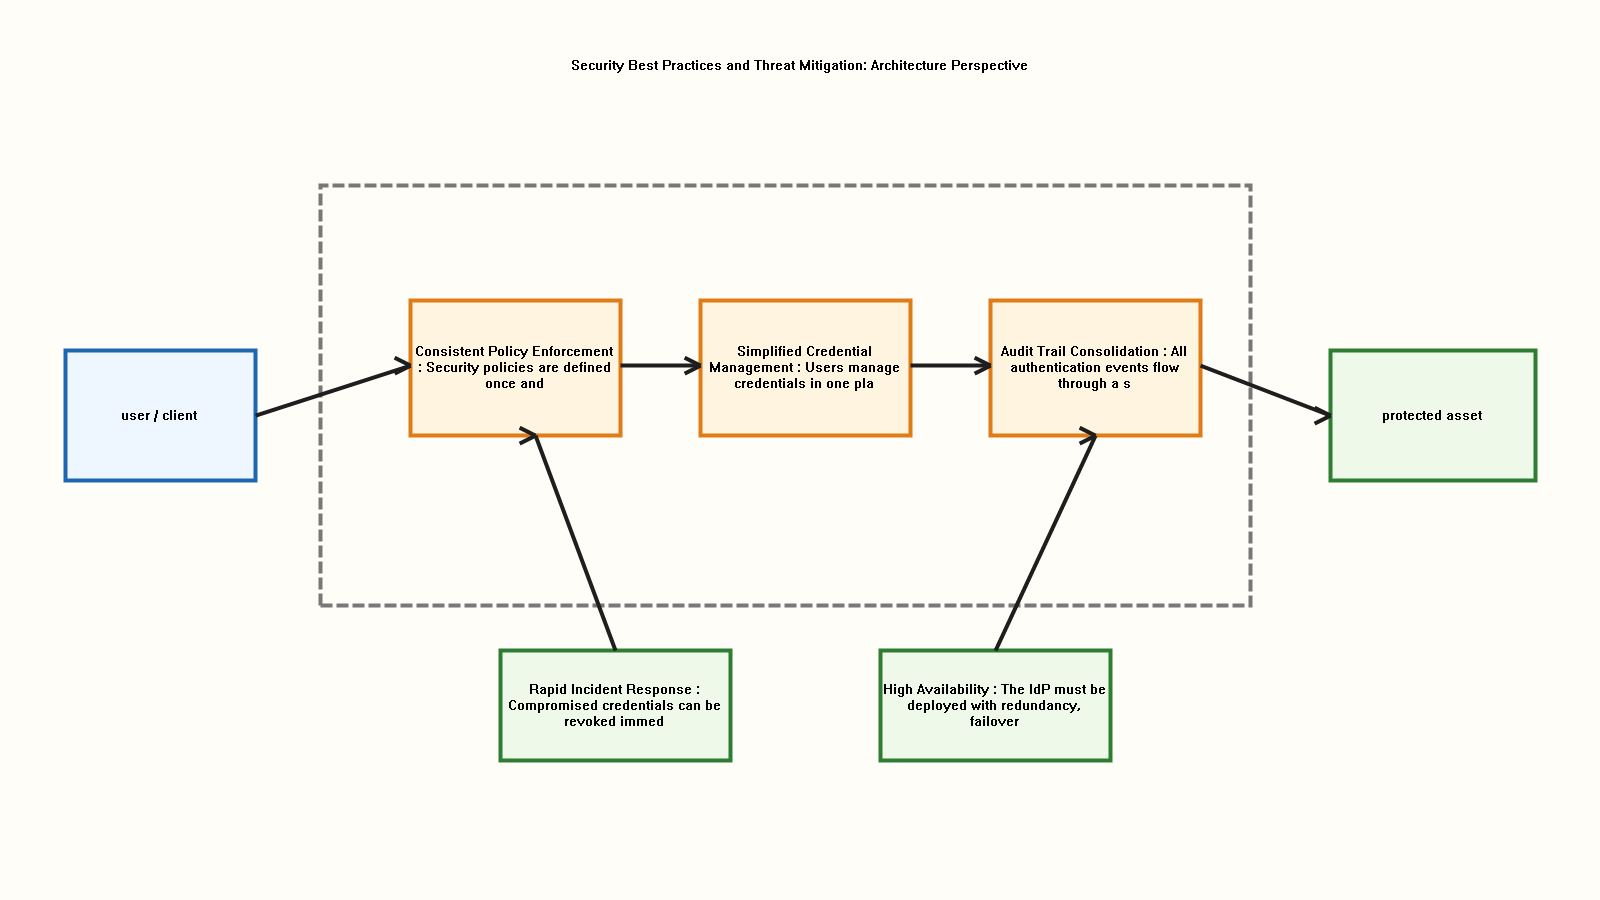 Security Best Practices and Threat Mitigation: Architecture Perspective
user / client
Consistent Policy Enforcement
: Security policies are defined
once and
Simplified Credential
Management : Users manage
credentials in one pla
Audit Trail Consolidation : All
authentication events flow
through a s
protected asset
Rapid Incident Response :
Compromised credentials can be
revoked immed
High Availability : The IdP must be
deployed with redundancy,
failover